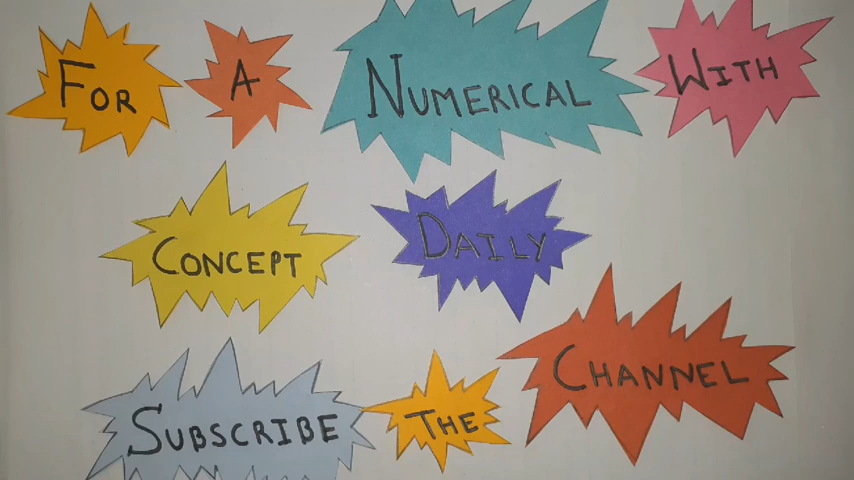 FOR A NUMERICAL WITH
CONCEPT DAILY
SUBSCRIBE THE CHANNEL